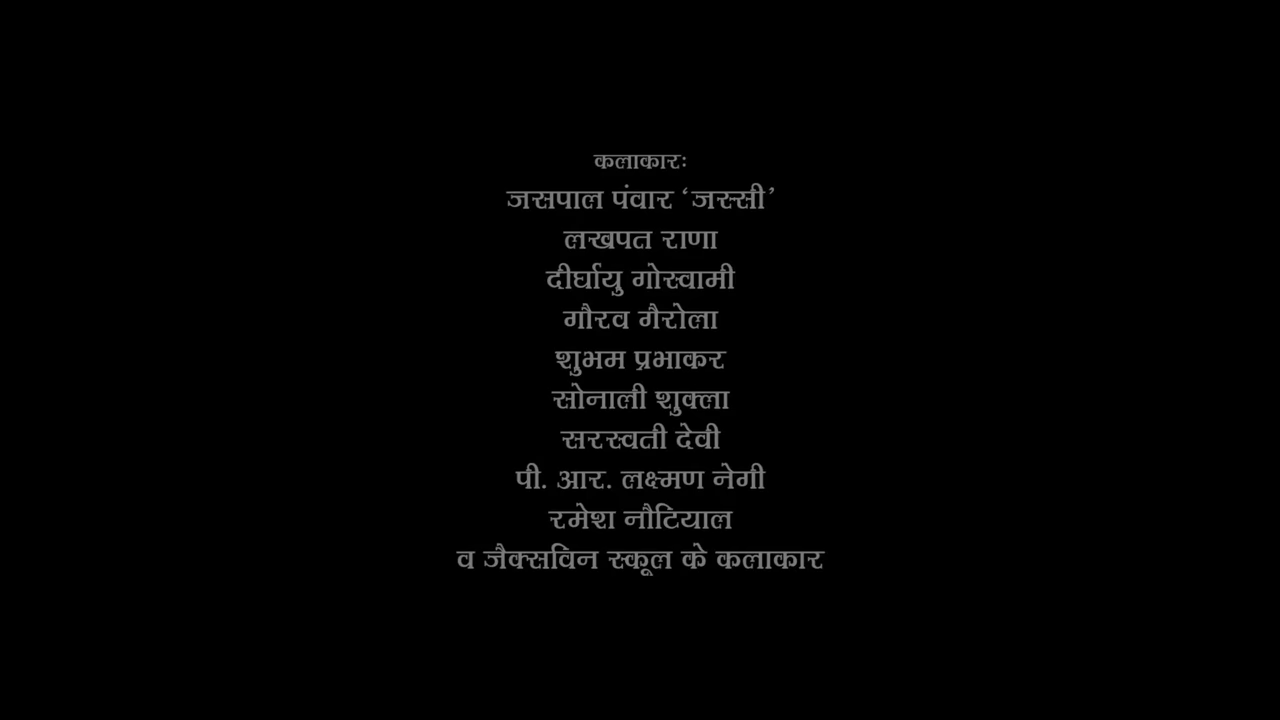 कलाकारः
जसपाल पंवार ‘जस्सी’
लखपत राणा
दीर्घायु गोस्वामी
गौरव गैरोला
शुभम प्रभाकर
सोनाली शुक्ला
सरस्वती देवी
पी. आर. लक्ष्मण नेगी
रमेश नौटियाल
व जैक्सविन स्कूल के कलाकार